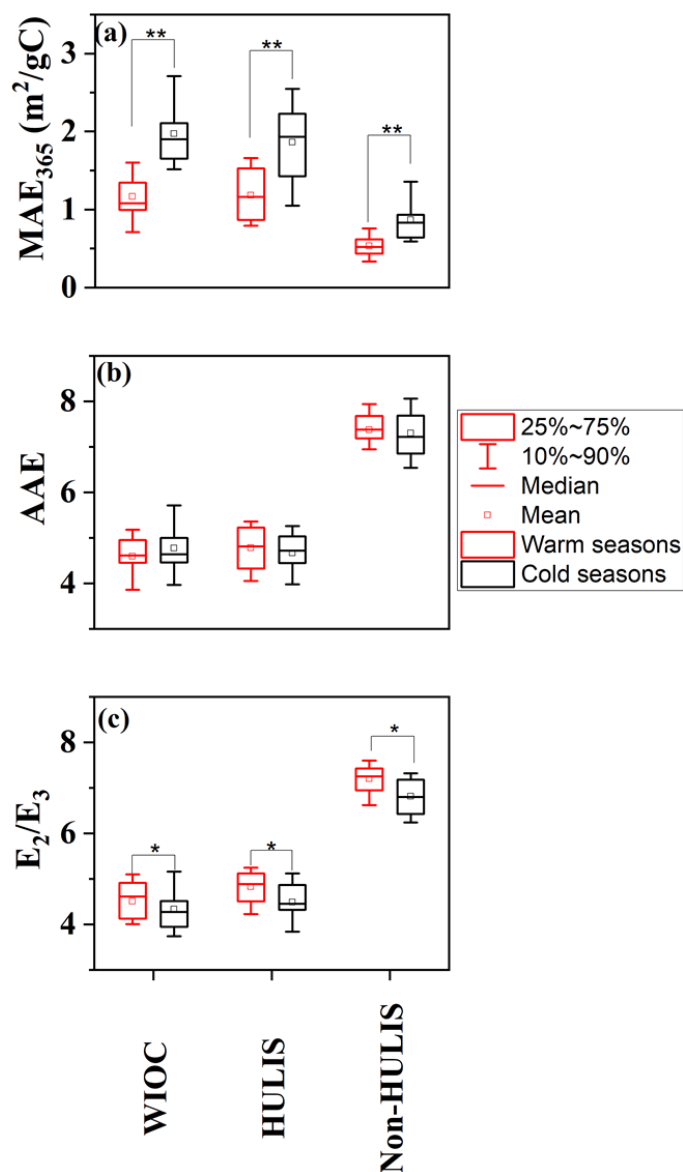 (a)
**
**
**
MAE365 (m2/gC)
3
2
1
0
(b)
AAE
8
6
4
25%~75%
10%~90%
Median
Mean
Warm seasons
Cold seasons
(c)
*
*
*
E2/E3
8
6
4
WIOC
HULIS
Non-HULIS